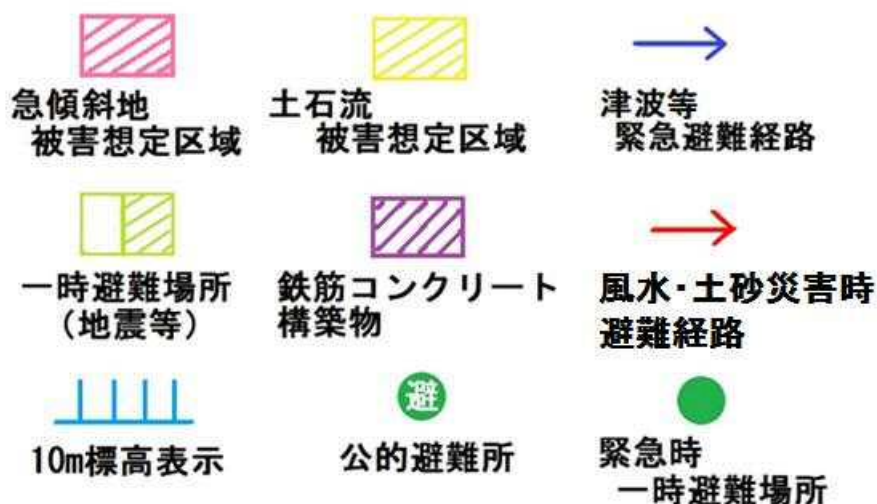 急傾斜地
被害想定区域
土石流
被害想定区域
津波等
緊急避難経路
一時避難場所
(地震等)
鉄筋コンクリート
構築物
風水・土砂災害時
避難経路
10m標高表示
避
公的避難所
緊急時
一時避難場所